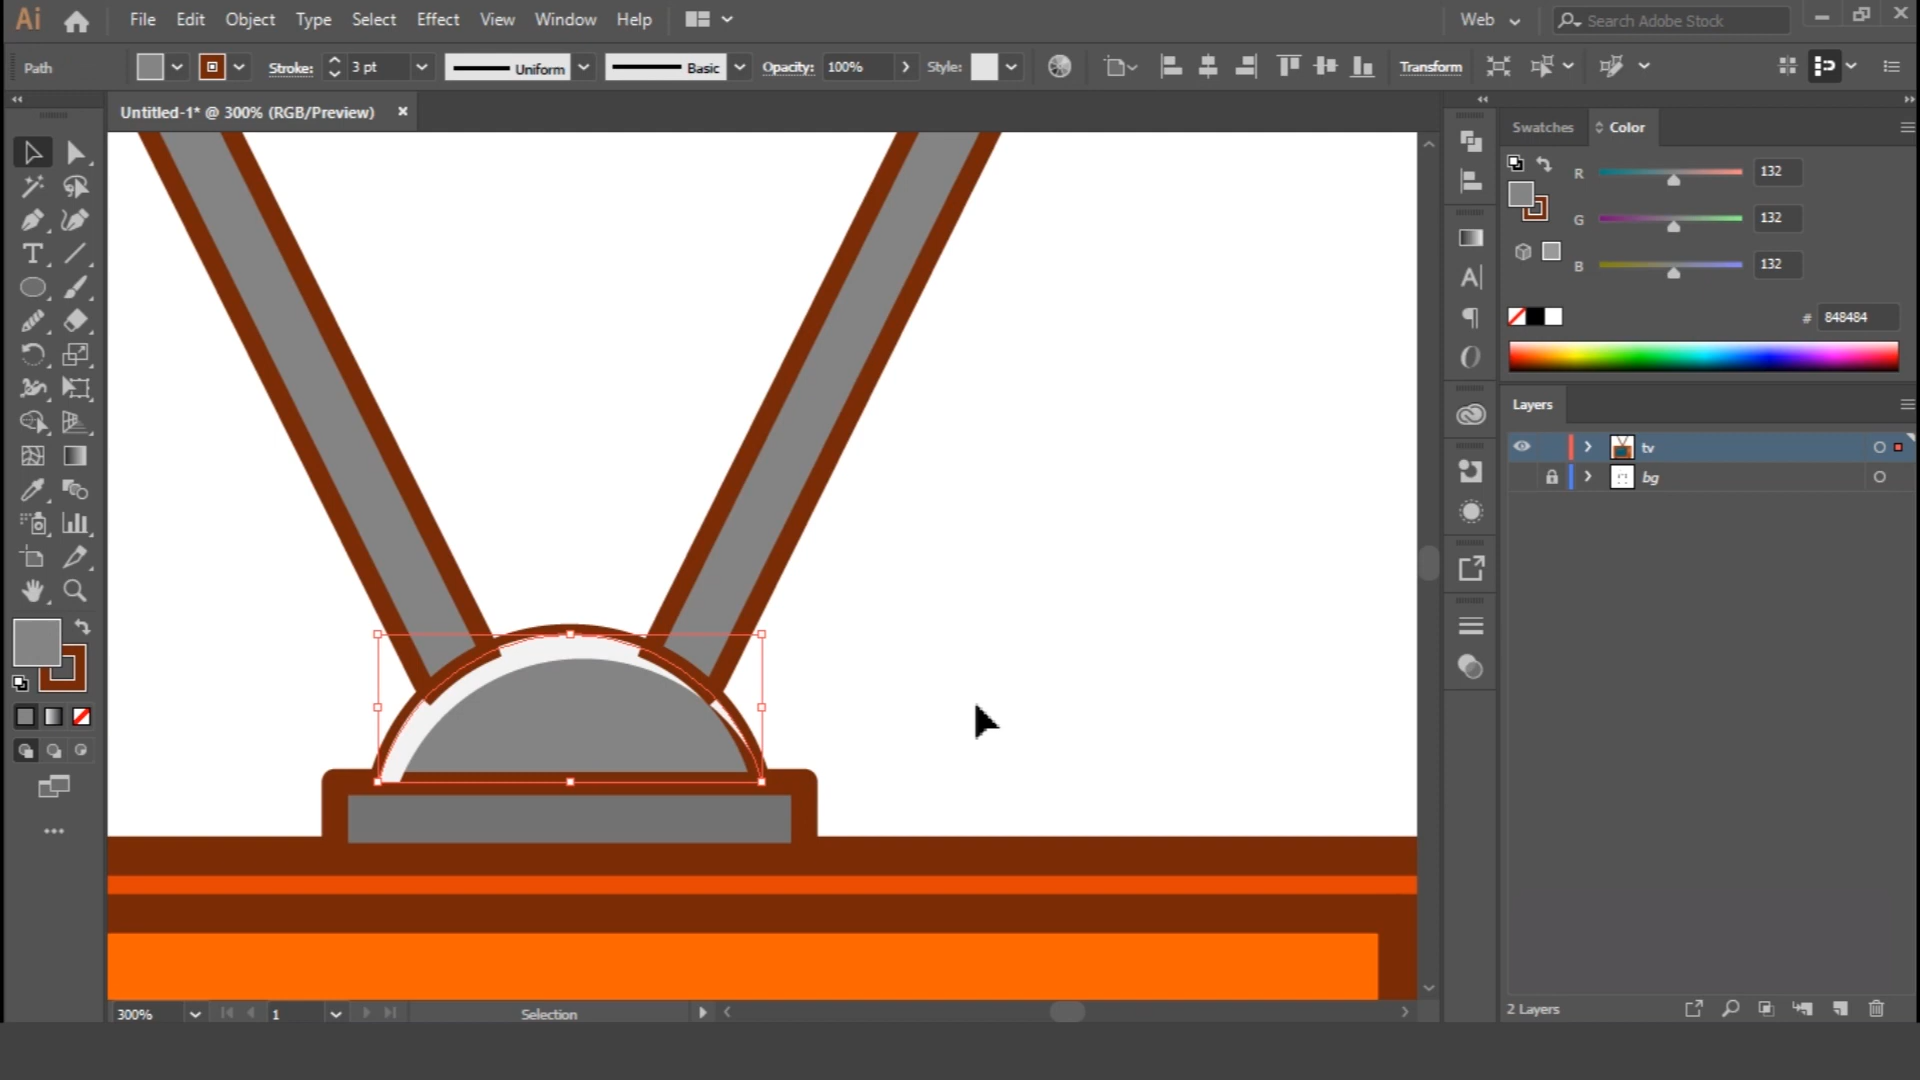 Ai File Edit Object Type Select Effect View Window Help Web Search Adobe Stock
Path Stroke: 3 pt Uniform Basic Opacity: 100% Style: Transform
Untitled-1* @ 300% (RGB/Preview) ×
Swatches Color
R 132
G 132
B 132
# 848484
Layers
tv
bg
300% 1 Selection
2 Layers